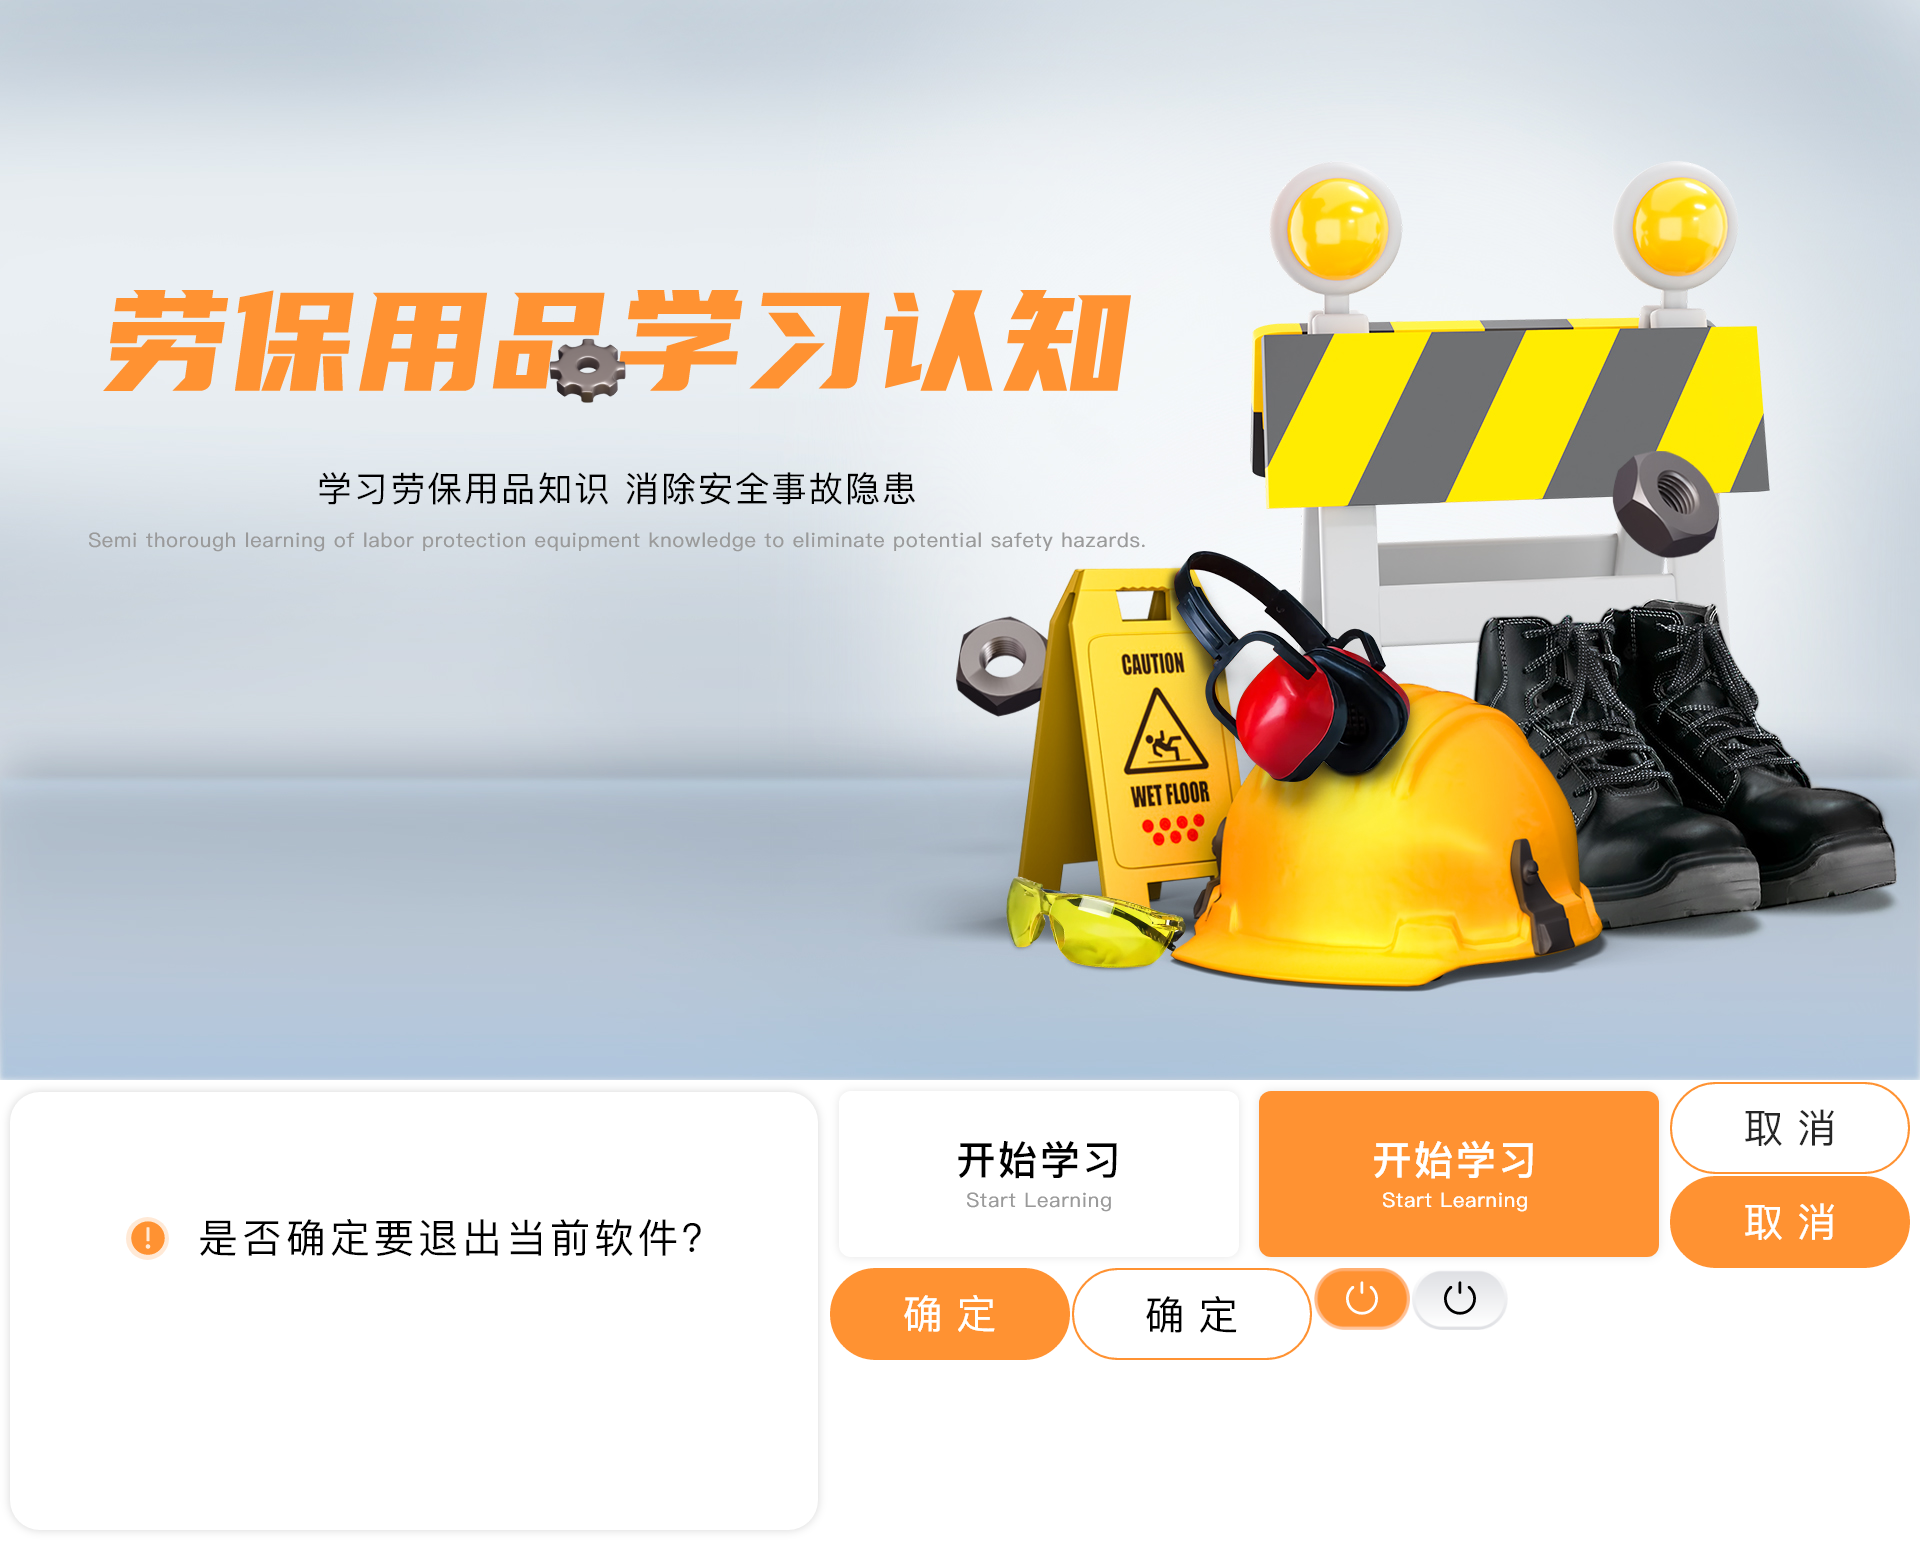 劳保用品学习认知
学习劳保用品知识 消除安全事故隐患
Semi thorough learning of labor protection equipment knowledge to eliminate potential safety hazards.
CAUTION
WET FLOOR
是否确定要退出当前软件?
开始学习
Start Learning
开始学习
Start Learning
取 消
取 消
确 定
确 定